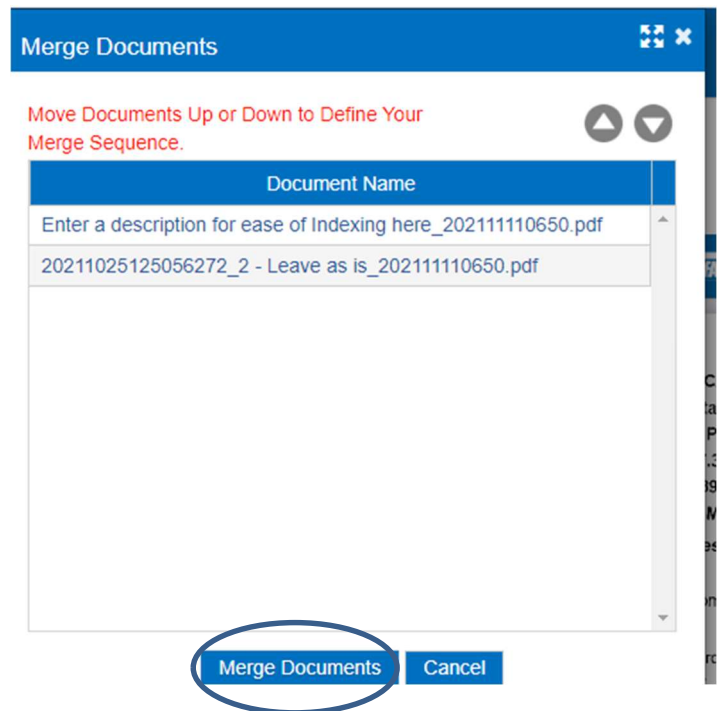 Merge Documents
Move Documents Up or Down to Define Your
Merge Sequence.
Document Name
Enter a description for ease of Indexing here_202111110650.pdf
20211025125056272_2 - Leave as is_202111110650.pdf
Merge Documents
Cancel